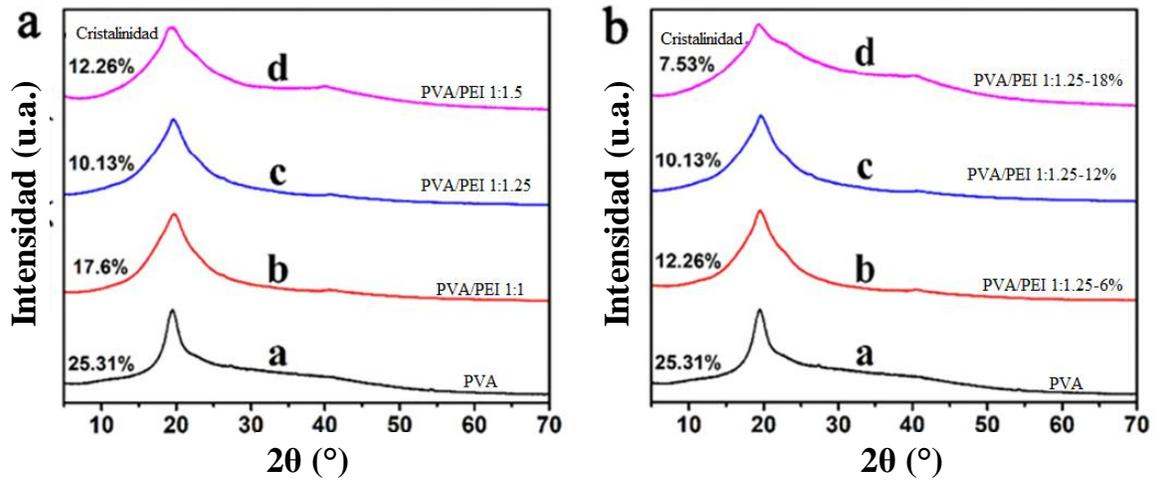 a
Cristalinidad
12.26%
d
PVA/PEI 1:1.5
10.13%
c
PVA/PEI 1:1.25
17.6%
b
PVA/PEI 1:1
25.31%
a
PVA
10 20 30 40 50 60 70
2θ (°)
Intensidad (u.a.)
b
Cristalinidad
7.53%
d
PVA/PEI 1:1.25-18%
10.13%
c
PVA/PEI 1:1.25-12%
12.26%
b
PVA/PEI 1:1.25-6%
25.31%
a
PVA
10 20 30 40 50 60 70
2θ (°)
Intensidad (u.a.)